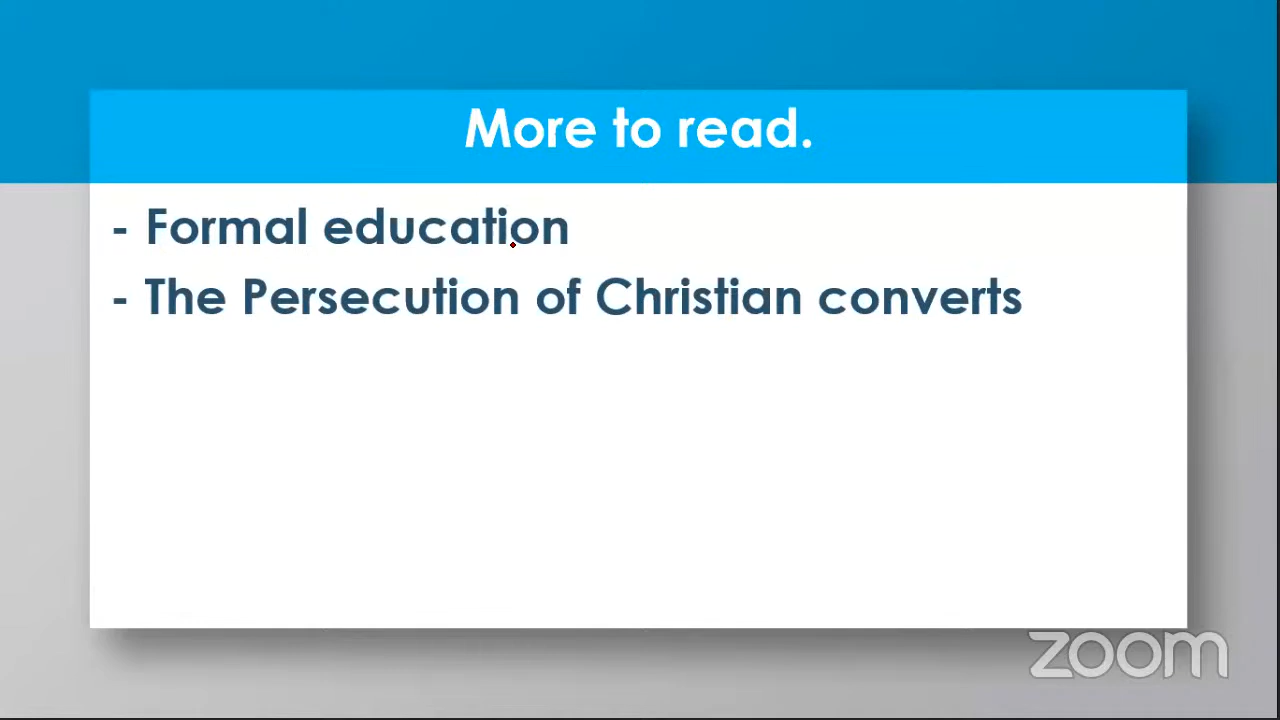 More to read.
- Formal education
- The Persecution of Christian converts
zoom